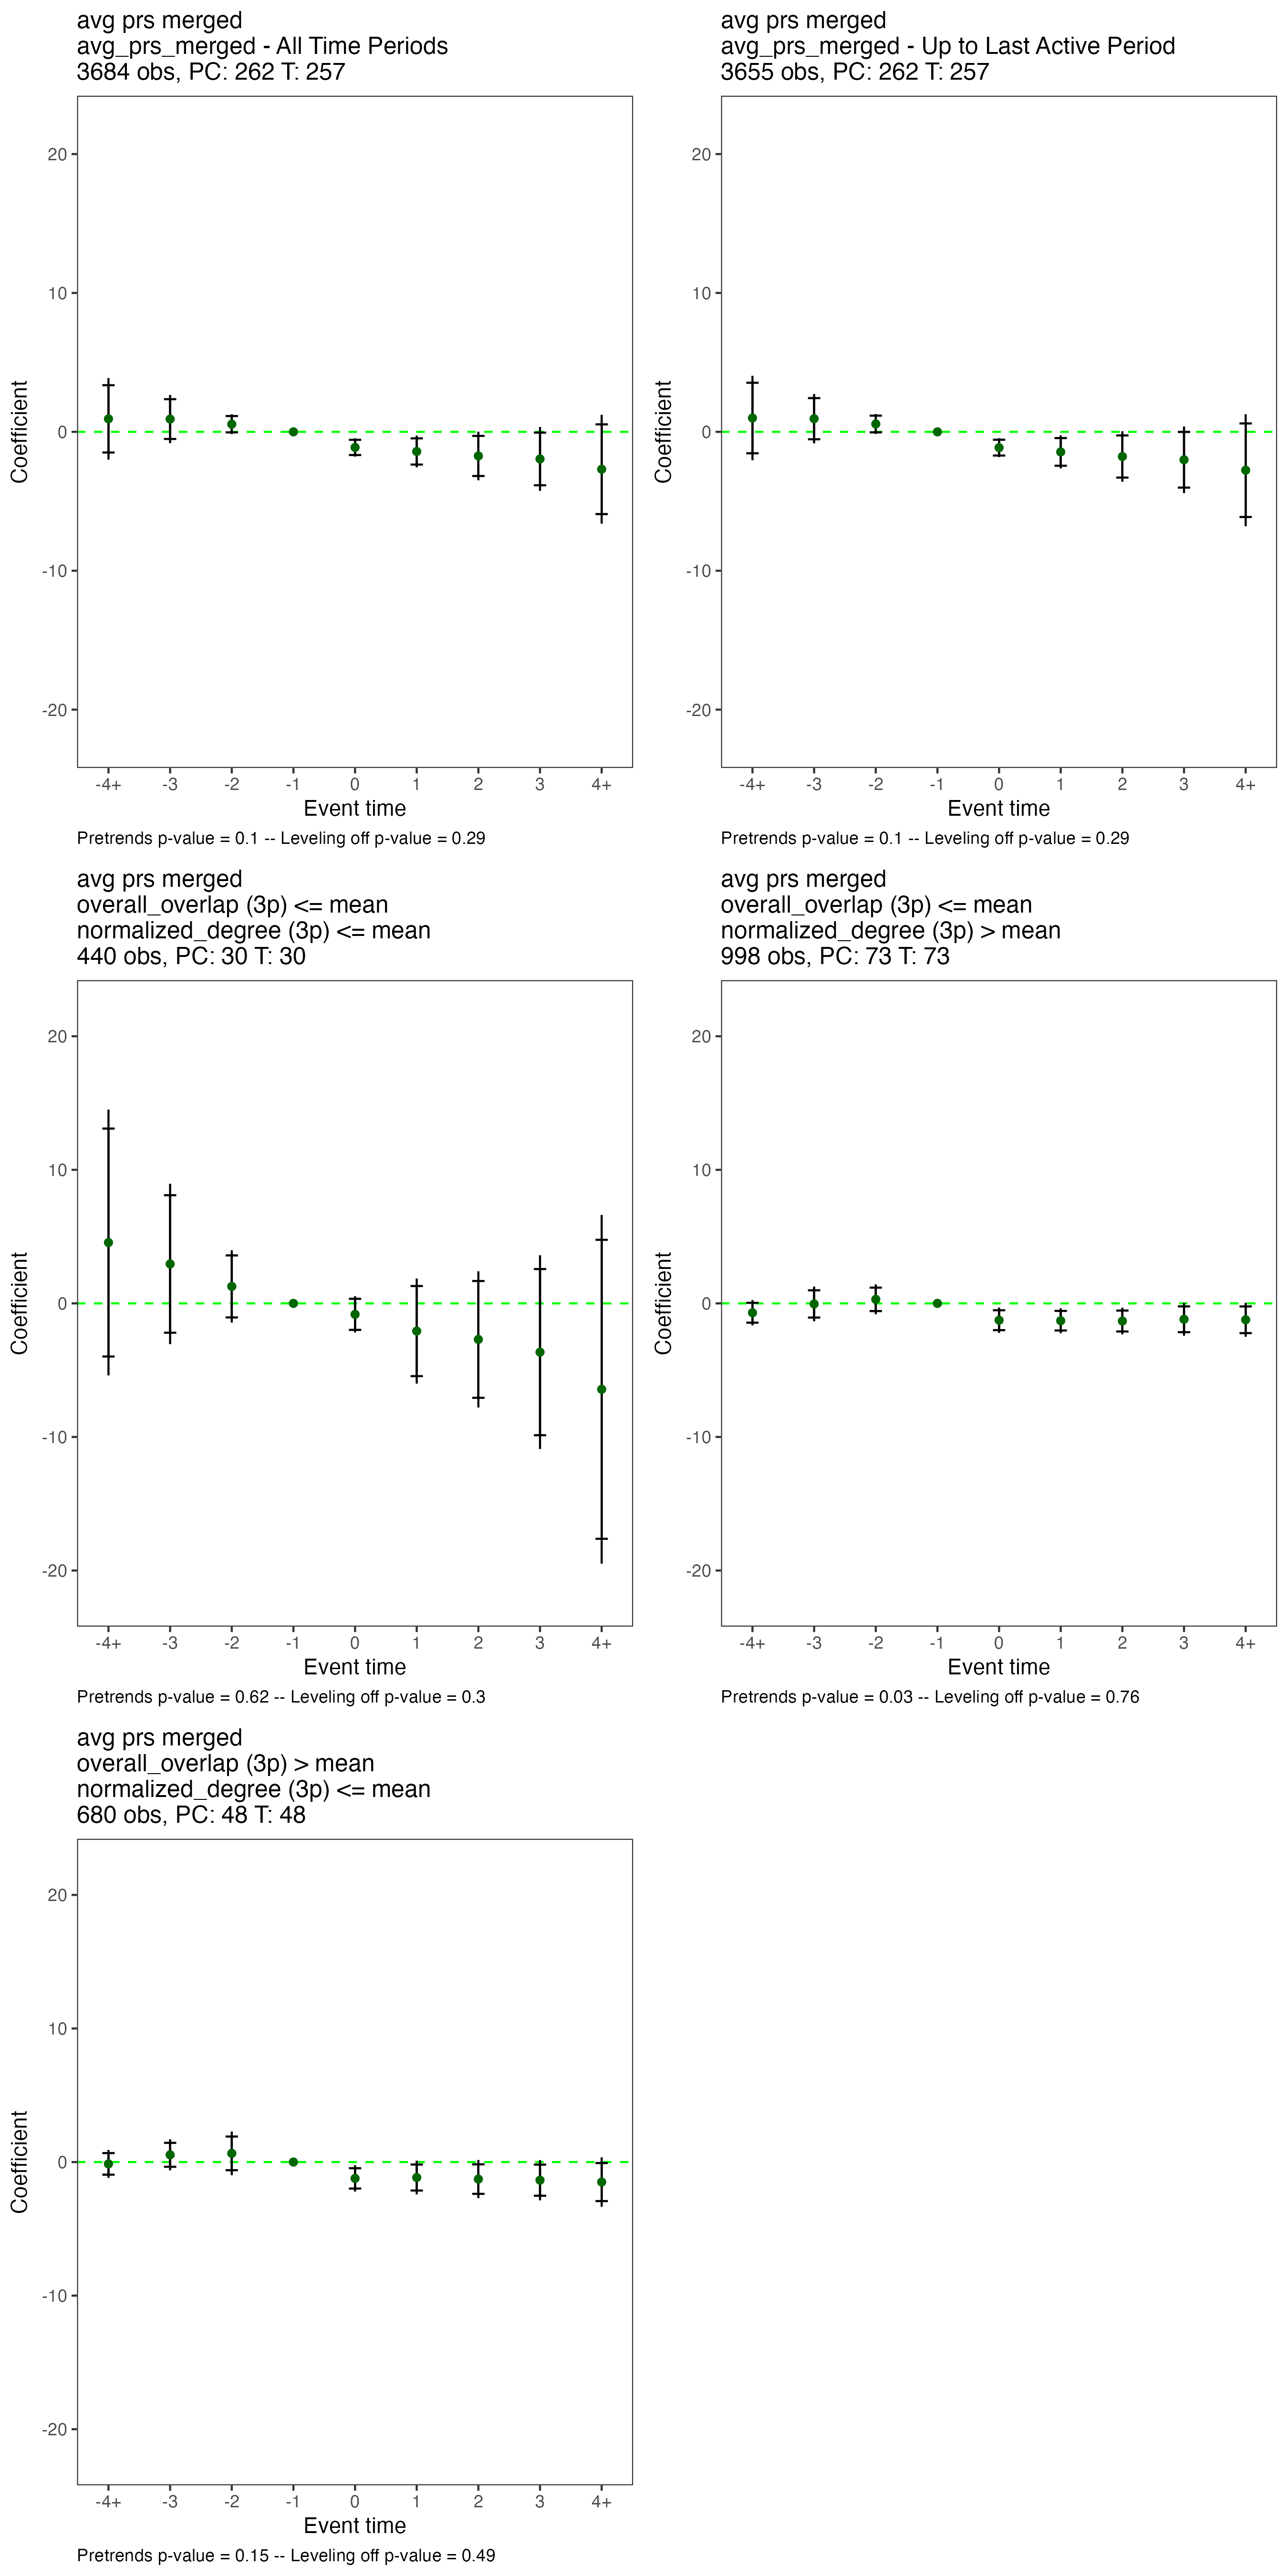 avg prs merged
avg_prs_merged - All Time Periods
3684 obs, PC: 262 T: 257
20
10
0
-10
-20
Coefficient
-4+ -3 -2 -1 0 1 2 3 4+
Event time
Pretrends p-value = 0.1 -- Leveling off p-value = 0.29
avg prs merged
avg_prs_merged - Up to Last Active Period
3655 obs, PC: 262 T: 257
20
10
0
-10
-20
Coefficient
-4+ -3 -2 -1 0 1 2 3 4+
Event time
Pretrends p-value = 0.1 -- Leveling off p-value = 0.29
avg prs merged
overall_overlap (3p) <= mean
normalized_degree (3p) <= mean
440 obs, PC: 30 T: 30
20
10
0
-10
-20
Coefficient
-4+ -3 -2 -1 0 1 2 3 4+
Event time
Pretrends p-value = 0.62 -- Leveling off p-value = 0.3
avg prs merged
overall_overlap (3p) <= mean
normalized_degree (3p) > mean
998 obs, PC: 73 T: 73
20
10
0
-10
-20
Coefficient
-4+ -3 -2 -1 0 1 2 3 4+
Event time
Pretrends p-value = 0.03 -- Leveling off p-value = 0.76
avg prs merged
overall_overlap (3p) > mean
normalized_degree (3p) <= mean
680 obs, PC: 48 T: 48
20
10
0
-10
-20
Coefficient
-4+ -3 -2 -1 0 1 2 3 4+
Event time
Pretrends p-value = 0.15 -- Leveling off p-value = 0.49